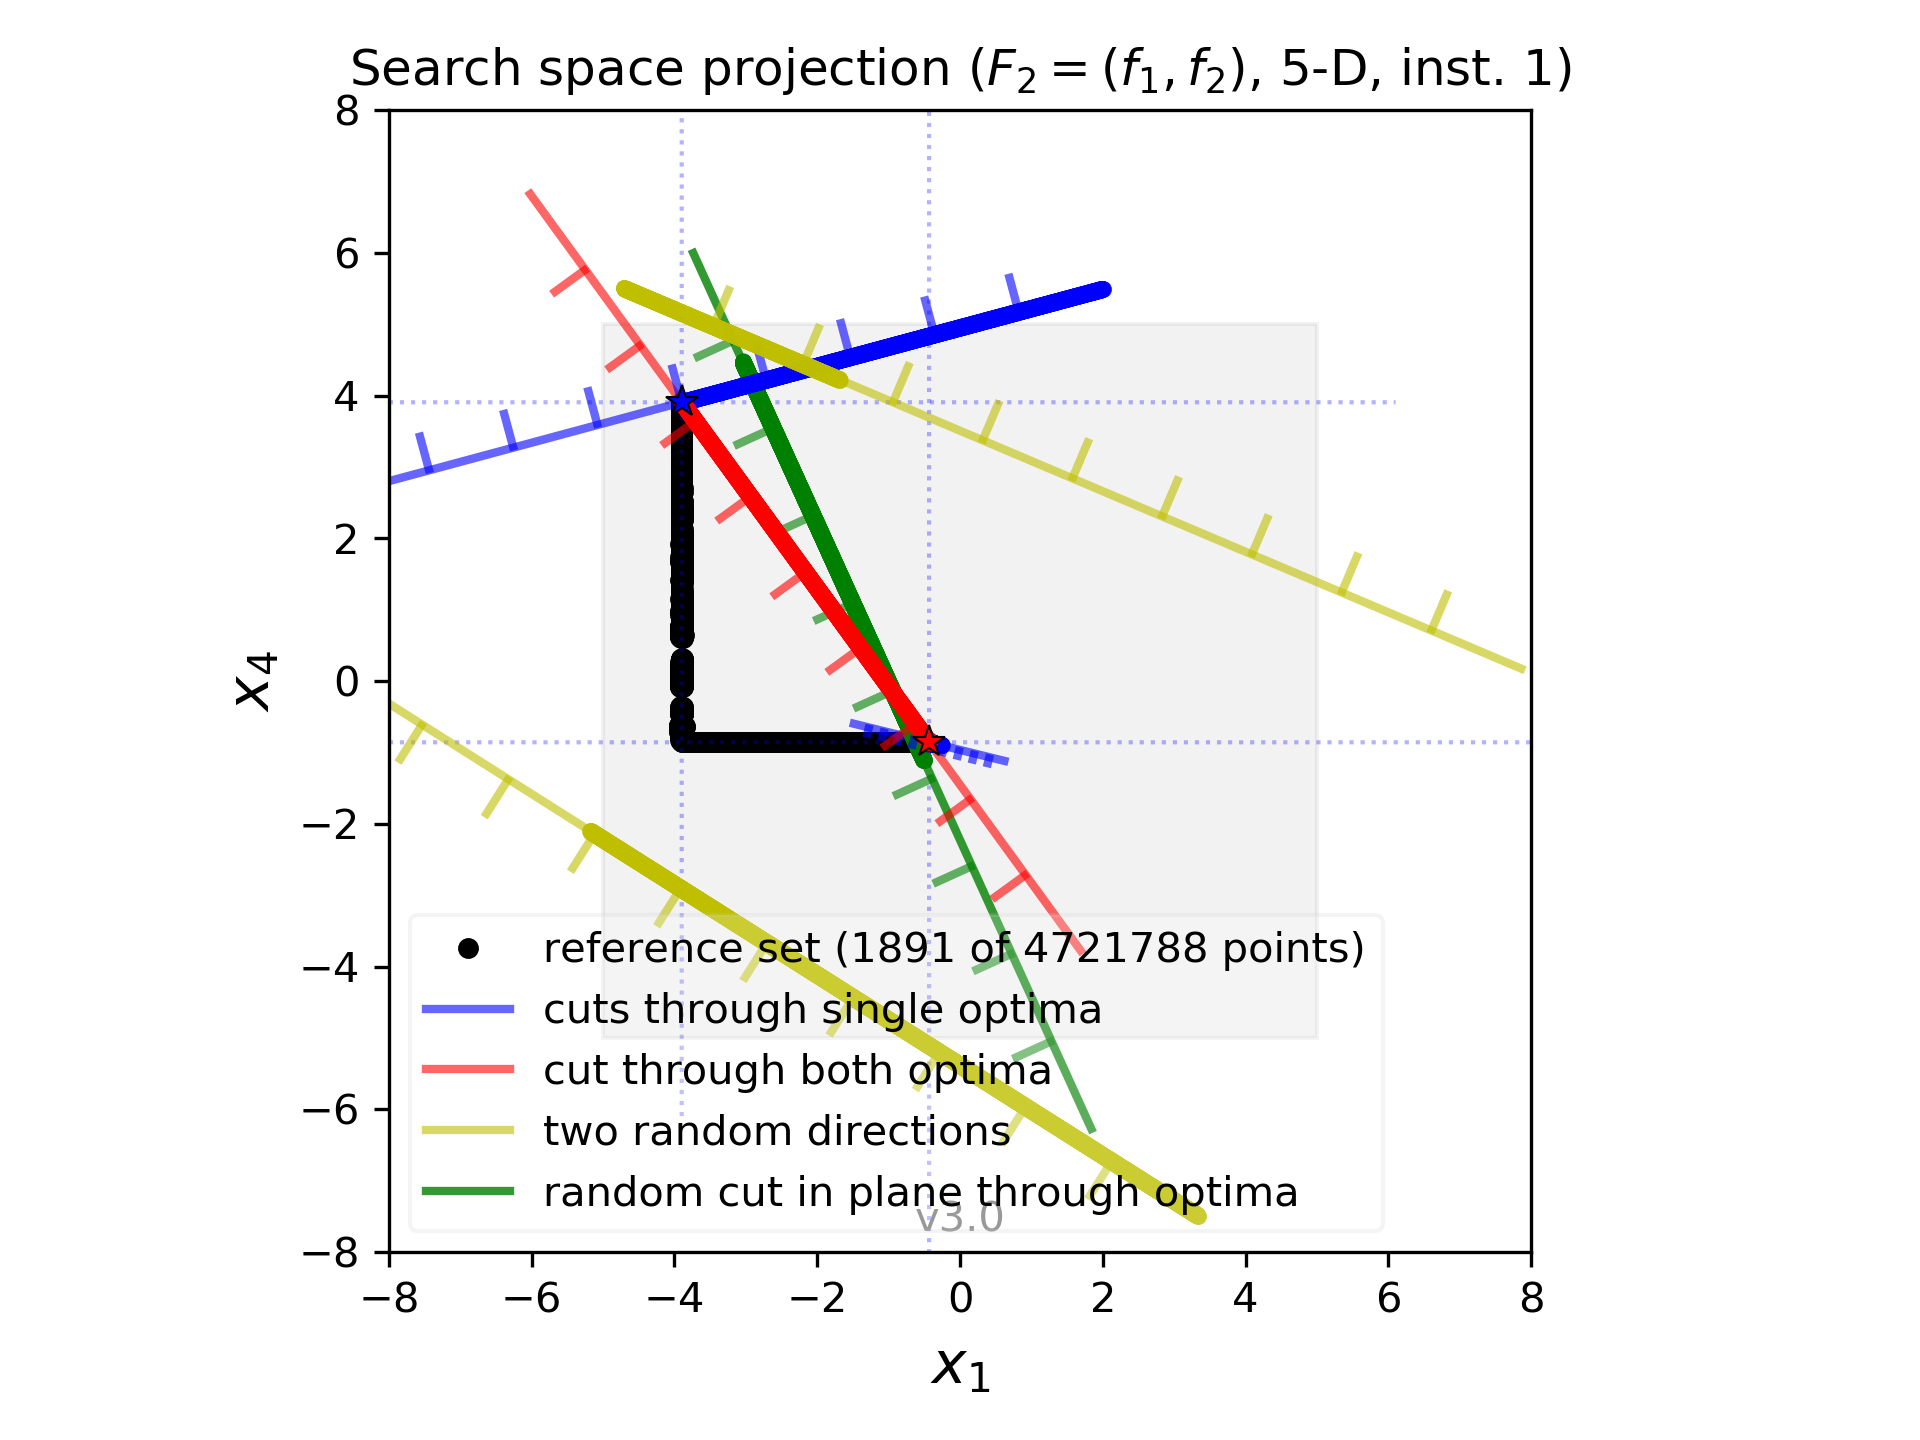 Search space projection (F₂ = (f₁, f₂), 5-D, inst. 1)
8
6
4
2
0
−2
−4
−6
−8
x₄
reference set (1891 of 4721788 points)
cuts through single optima
cut through both optima
two random directions
random cut in plane through optima
v3.0
−8 −6 −4 −2 0 2 4 6 8
x₁